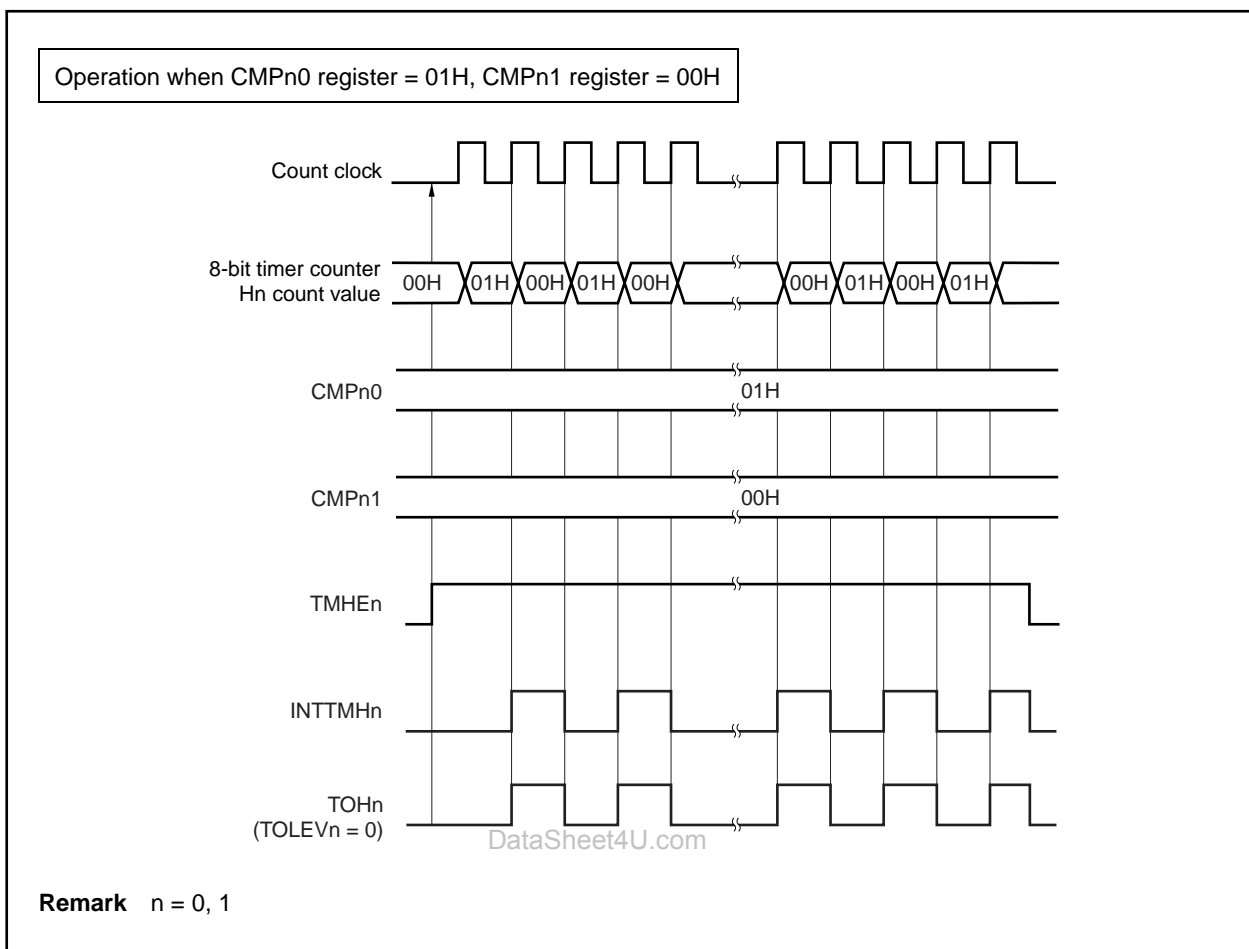 Operation when CMPn0 register = 01H, CMPn1 register = 00H
Count clock
8-bit timer counter
Hn count value
00H 01H 00H 01H 00H 00H 01H 00H 01H
CMPn0
01H
CMPn1
00H
TMHEn
INTTMHn
TOHn
(TOLEVn = 0)
DataSheet4U.com
Remark n = 0, 1